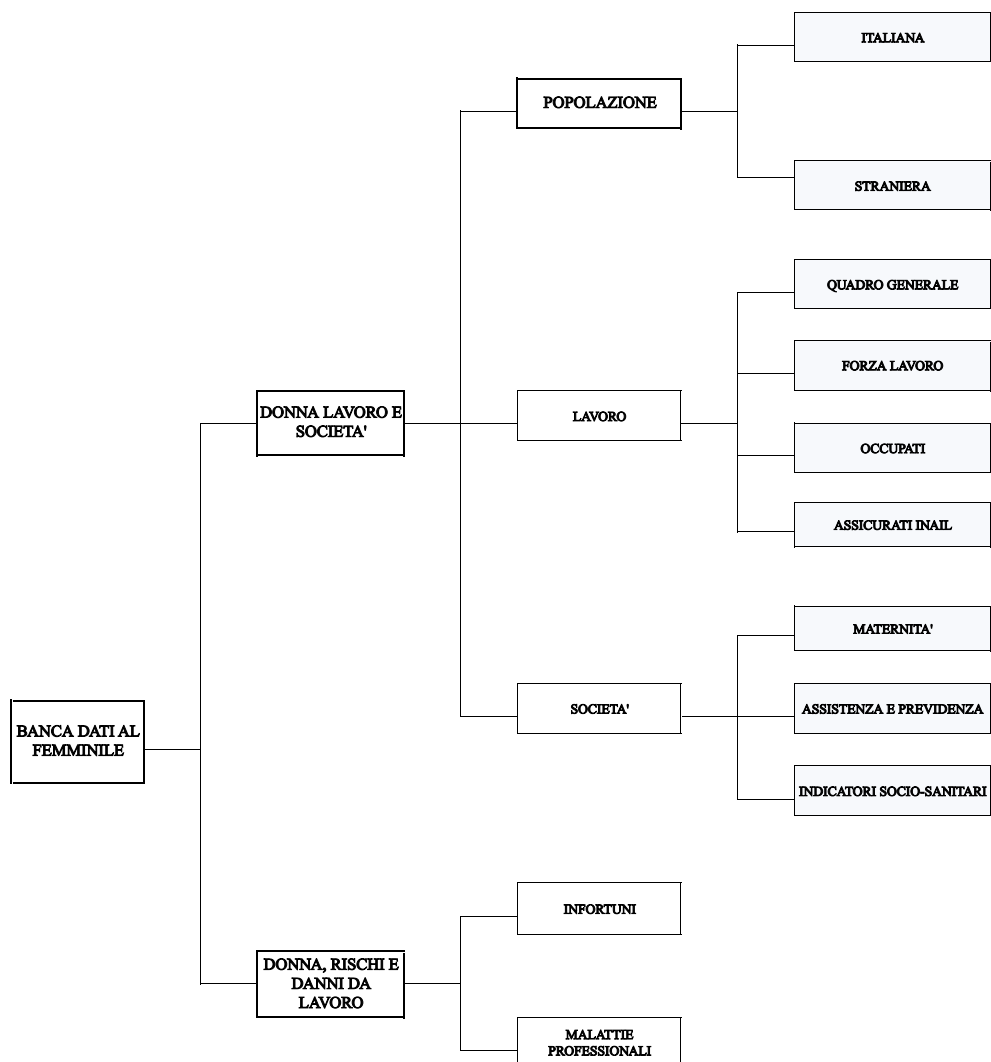 ITALIANA
POPOLAZIONE
STRANIERA
QUADRO GENERALE
FORZA LAVORO
DONNA LAVORO E
SOCIETA'
LAVORO
OCCUPATI
ASSICURATI INAIL
MATERNITA'
SOCIETA'
ASSISTENZA E PREVIDENZA
BANCA DATI AL
FEMMINILE
INDICATORI SOCIO-SANITARI
INFORTUNI
DONNA, RISCHI E
DANNI DA
LAVORO
MALATTIE
PROFESSIONALI